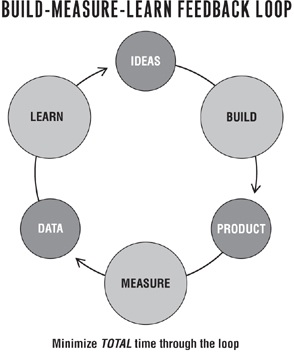 BUILD-MEASURE-LEARN FEEDBACK LOOP
IDEAS
BUILD
PRODUCT
MEASURE
DATA
LEARN
Minimize TOTAL time through the loop